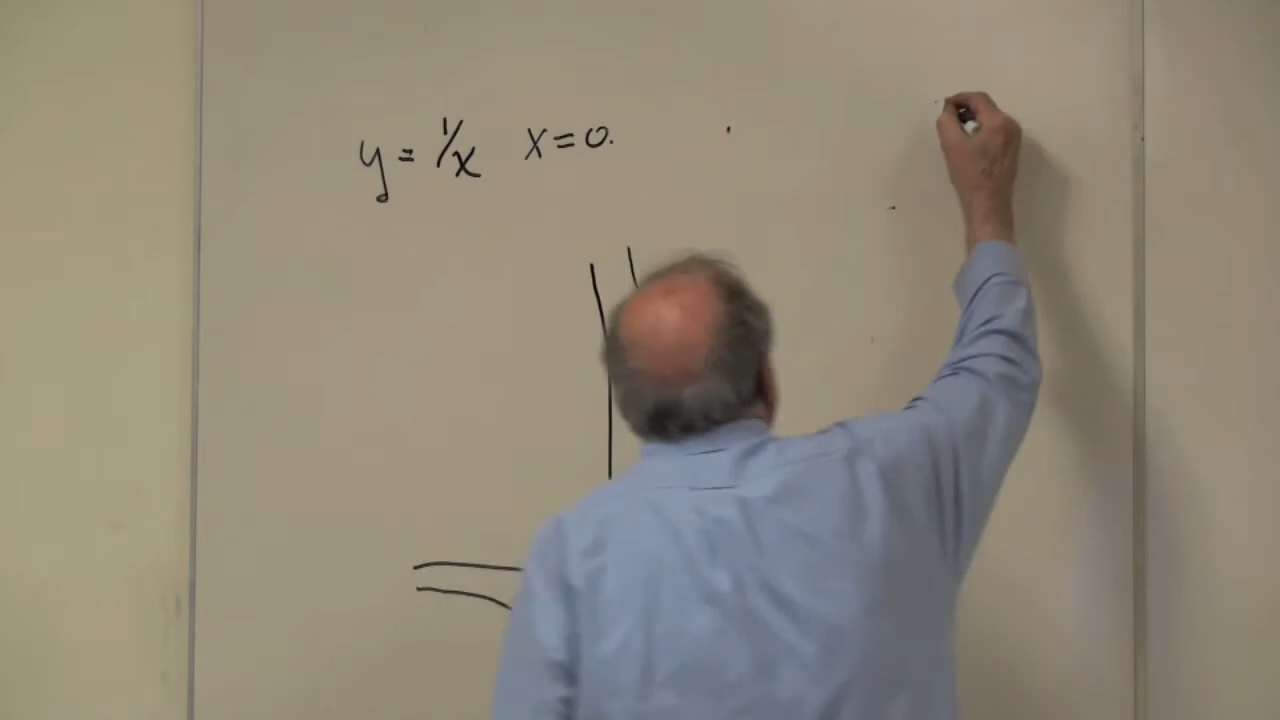 y = 1/x x = 0.